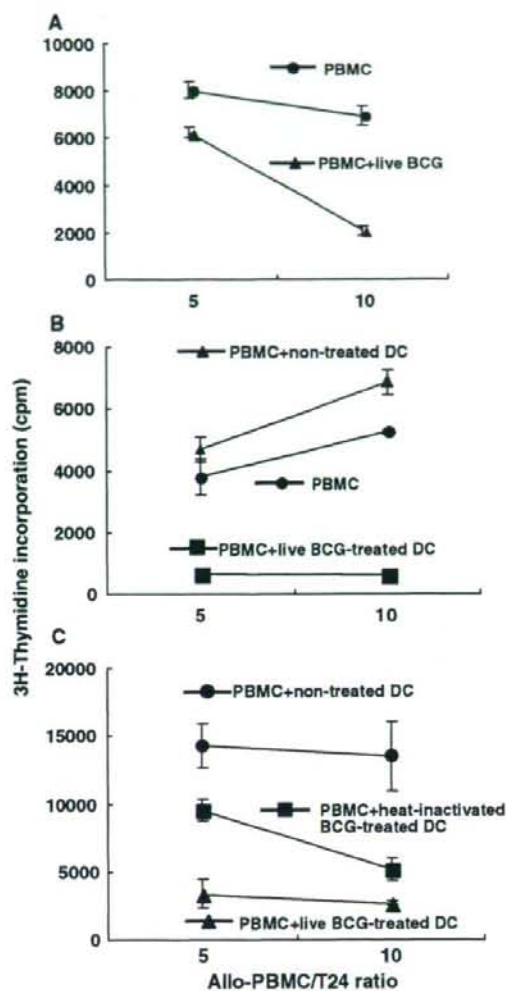 A
10000
8000
6000
4000
2000
0
PBMC
PBMC+live BCG
5 10
B
8000
6000
4000
2000
0
PBMC+non-treated DC
PBMC
PBMC+live BCG-treated DC
5 10
3H-Thymidine incorporation (cpm)
C
20000
15000
10000
5000
0
PBMC+non-treated DC
PBMC+heat-inactivated
BCG-treated DC
PBMC+live BCG-treated DC
5 10
Allo-PBMC/T24 ratio